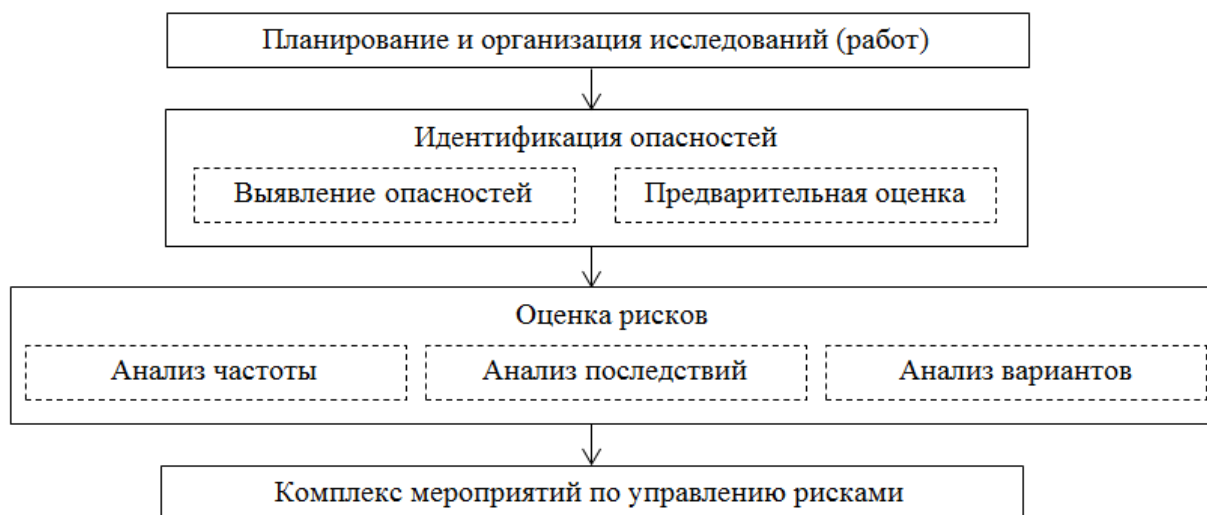 Планирование и организация исследований (работ)
Идентификация опасностей
Выявление опасностей
Предварительная оценка
Оценка рисков
Анализ частоты
Анализ последствий
Анализ вариантов
Комплекс мероприятий по управлению рисками